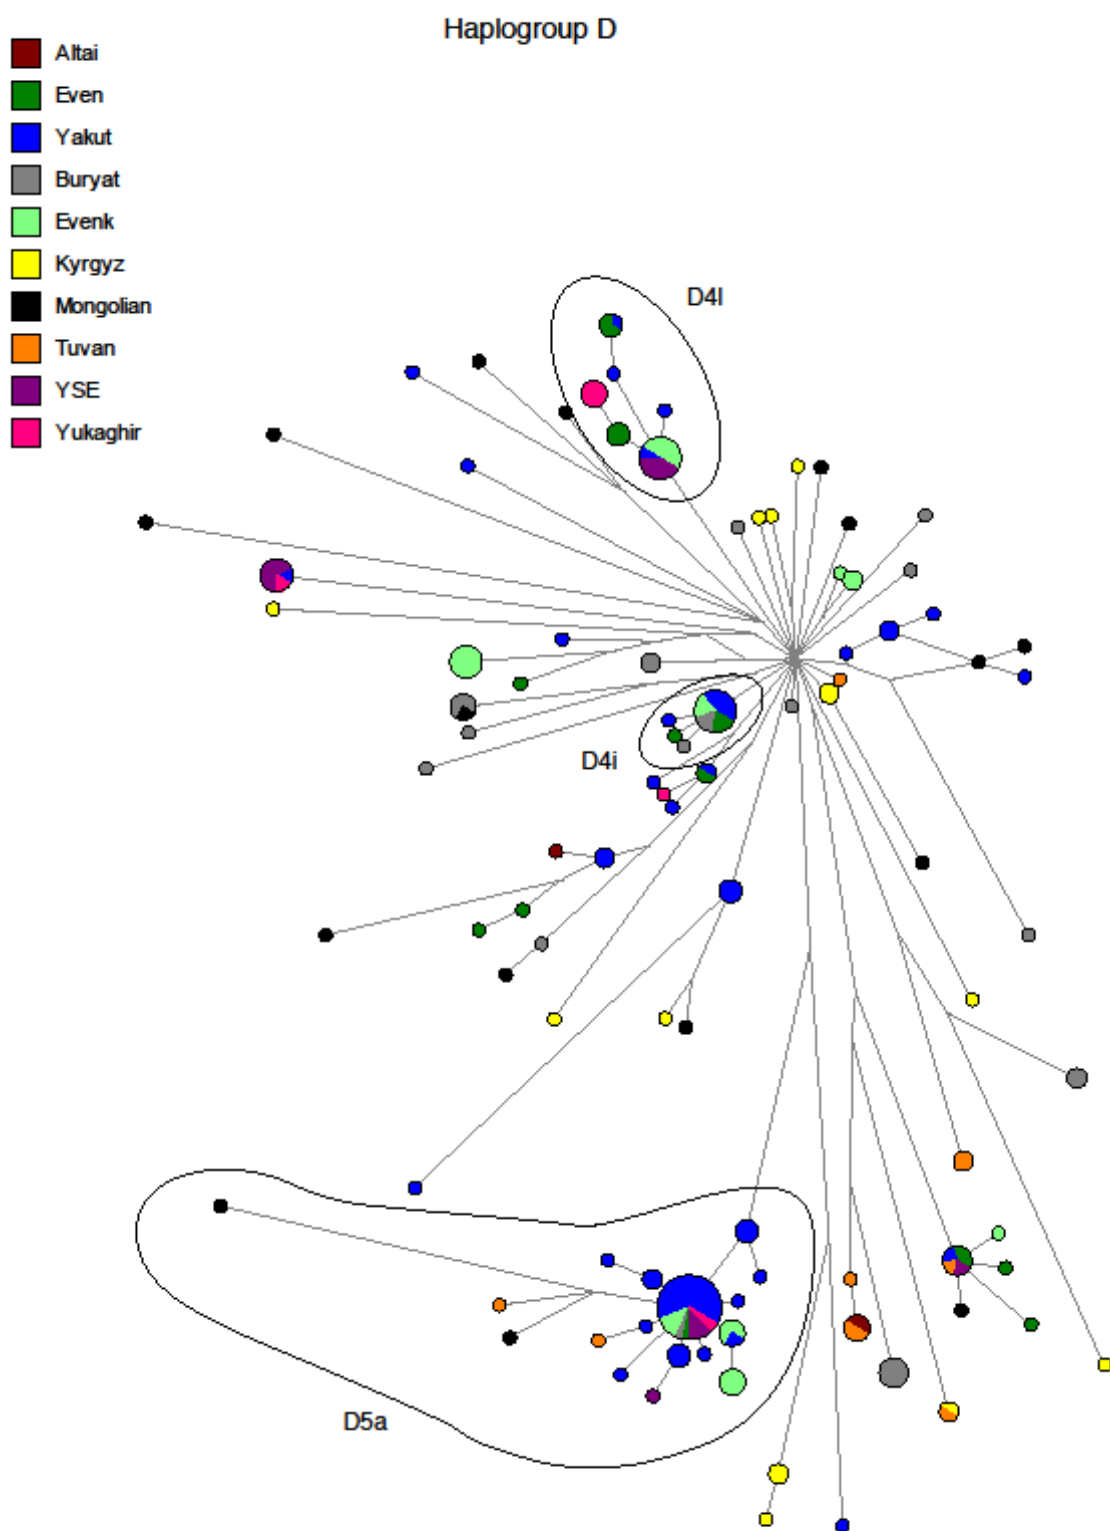 Haplogroup D
Altai
Even
Yakut
Buryat
Evenk
Kyrgyz
Mongolian
Tuvan
YSE
Yukaghir
D4l
D4i
D5a